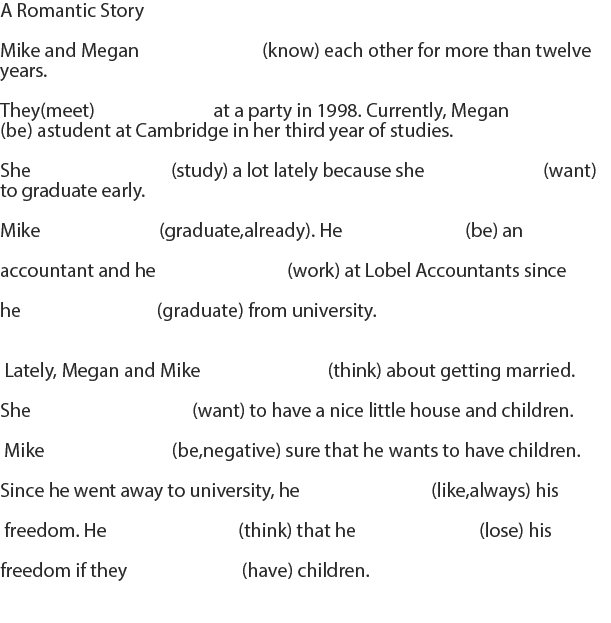 A Romantic Story
Mike and Megan (know) each other for more than twelve
years.
They(meet) at a party in 1998. Currently, Megan
(be) astudent at Cambridge in her third year of studies.
She (study) a lot lately because she (want)
to graduate early.
Mike (graduate,already). He (be) an
accountant and he (work) at Lobel Accountants since
he (graduate) from university.
Lately, Megan and Mike (think) about getting married.
She (want) to have a nice little house and children.
Mike (be,negative) sure that he wants to have children.
Since he went away to university, he (like,always) his
freedom. He (think) that he (lose) his
freedom if they (have) children.